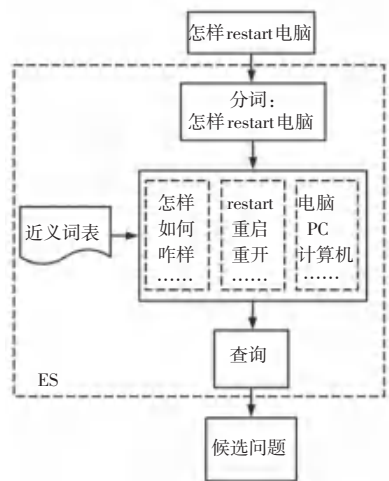 怎样restart电脑
分词：
怎样restart电脑
近义词表
怎样
如何
咋样
……
restart
重启
重开
……
电脑
PC
计算机
……
查询
ES
候选问题